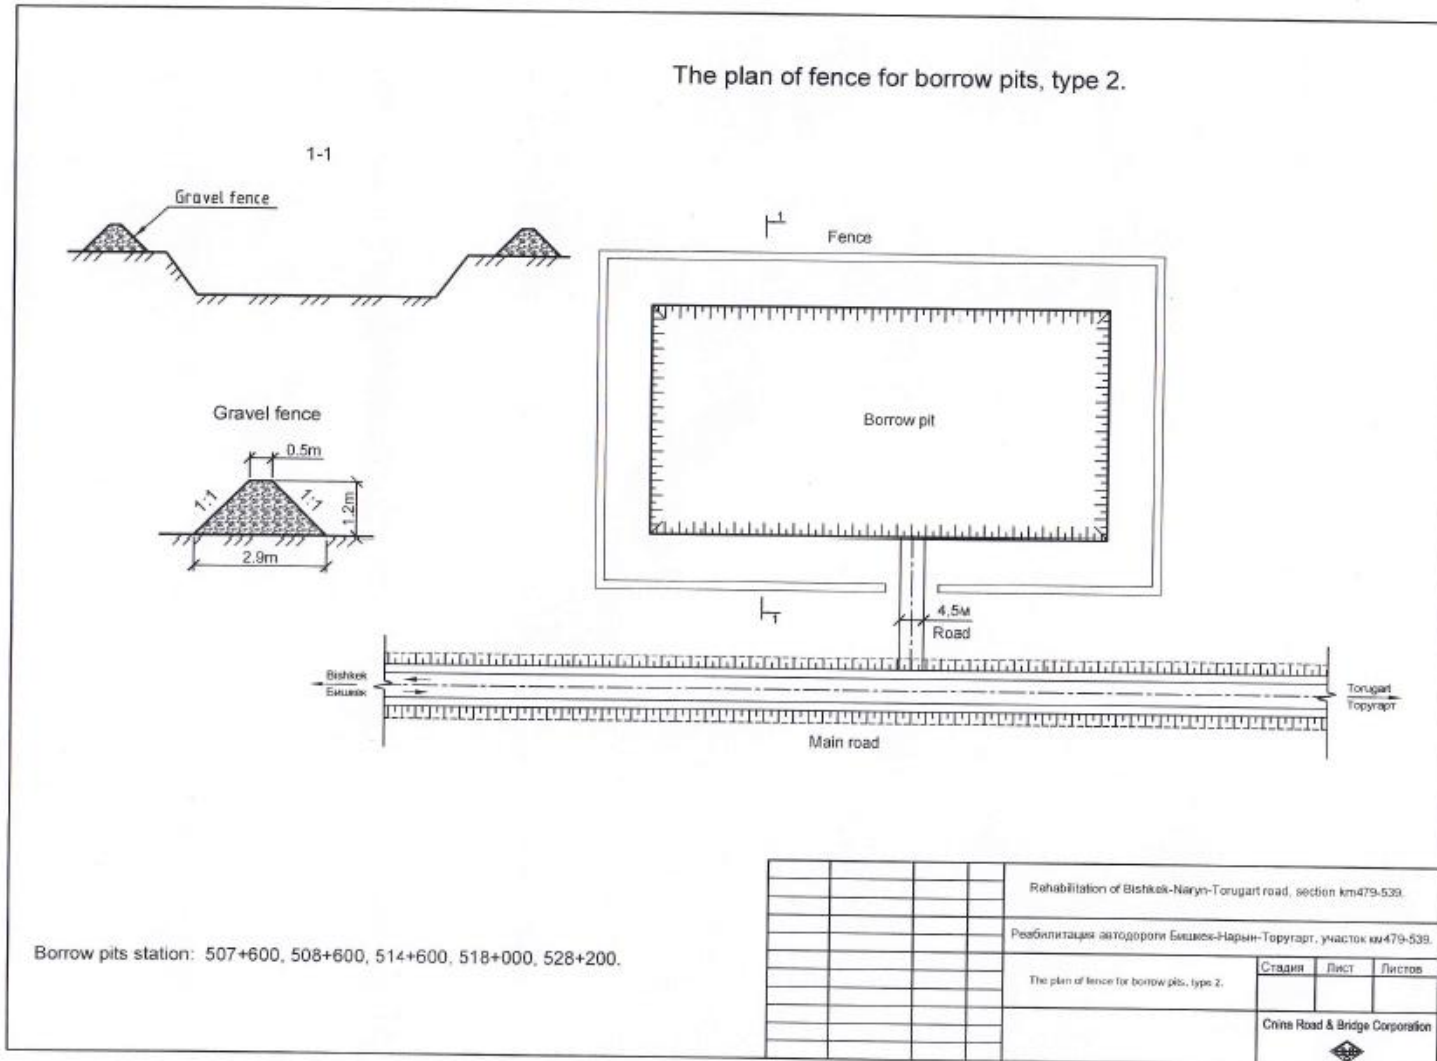 The plan of fence for borrow pits, type 2.
1-1
Gravel fence
1
Fence
Borrow pit
Gravel fence
0.5m
1:1
1:1
1.2m
2.9m
1
4,5м
Road
Bishkek
Бишкек
Torugart
Торугарт
Main road
Borrow pits station: 507+600, 508+600, 514+600, 518+000, 528+200.
Rehabilitation of Bishkek-Naryn-Torugart road, section km479-539.
Реабилитация автодороги Бишкек-Нарын-Торугарт, участок км479-539.
The plan of fence for borrow pits, type 2.
Стадия Лист Листов
China Road & Bridge Corporation